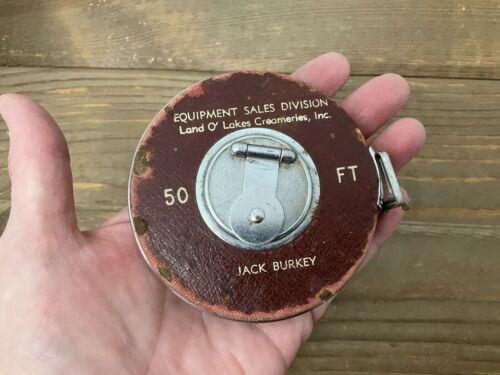 EQUIPMENT SALES DIVISION
Land O' Lakes Creameries, Inc.
50 FT
JACK BURKEY